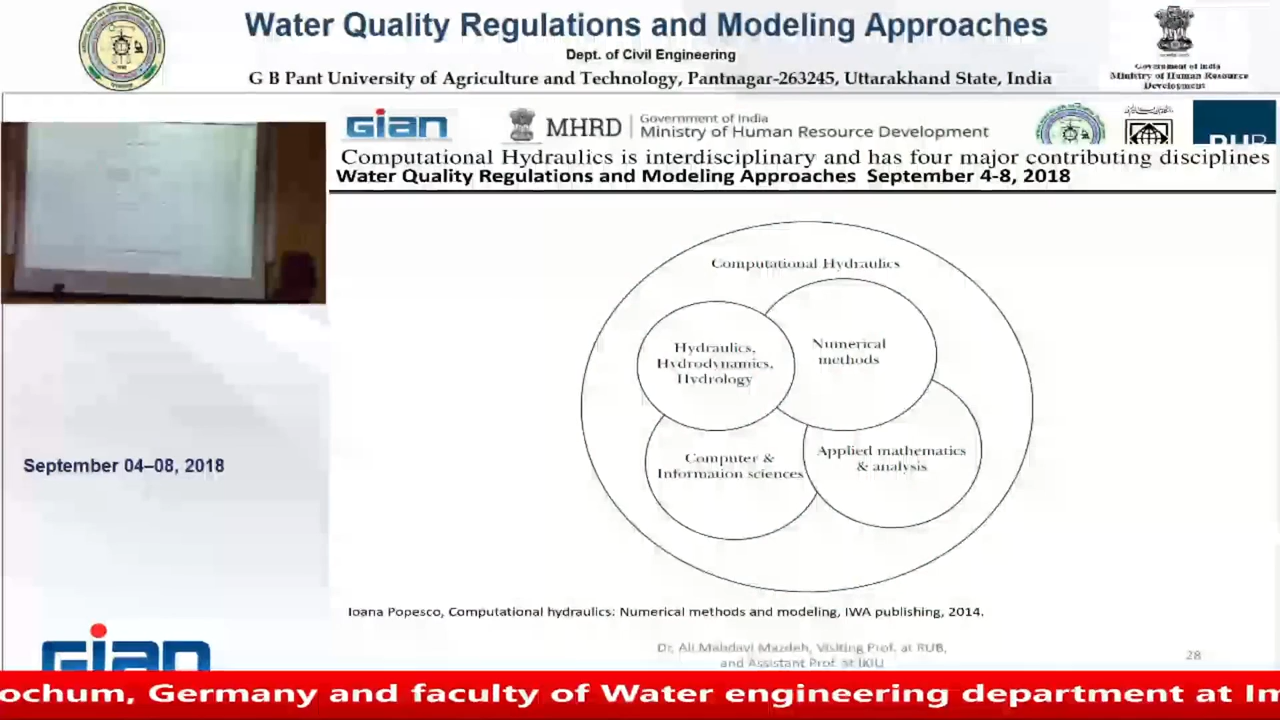 Water Quality Regulations and Modeling Approaches
Dept. of Civil Engineering
G B Pant University of Agriculture and Technology, Pantnagar-263245, Uttarakhand State, India
Government of India
Ministry of Human Resource
Development
GIAN
MHRD
Government of India
Ministry of Human Resource Development
RUB
Computational Hydraulics is interdisciplinary and has four major contributing disciplines
Water Quality Regulations and Modeling Approaches September 4-8, 2018
Computational Hydraulics
Hydraulics,
Hydrodynamics,
Hydrology
Numerical
methods
Computer &
Information sciences
Applied mathematics
& analysis
September 04–08, 2018
Ioana Popesco, Computational hydraulics: Numerical methods and modeling, IWA publishing, 2014.
Dr. Ali Mahdavi Mazdeh, Visiting Prof. at RUB,
and Assistant Prof. at IKIU
28
GIAN
ochum, Germany and faculty of Water engineering department at Im